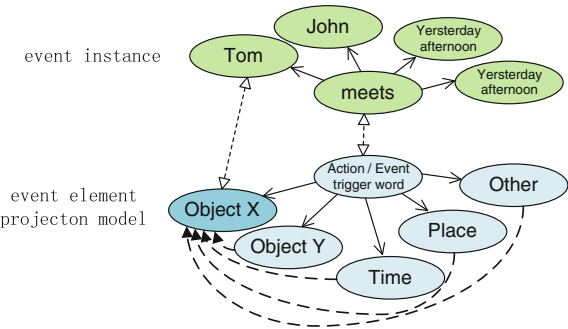 John
event instance
Tom
Yersterday
afternoon
Yersterday
afternoon
meets
Action / Event
trigger word
event element
projecton model
Object X
Other
Place
Object Y
Time